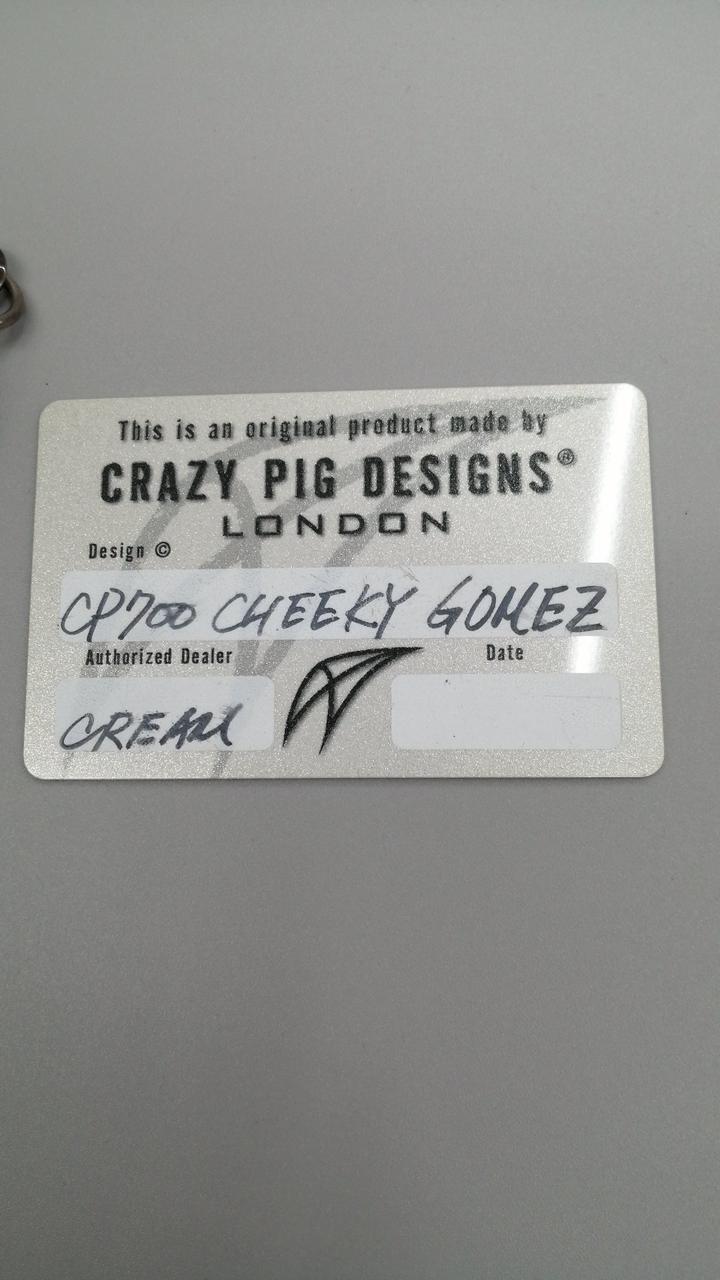 This is an original product made by
CRAZY PIG DESIGNS®
LONDON
Design ©
CP700 CHEEKY GOMEZ
Authorized Dealer
Date
CREAM